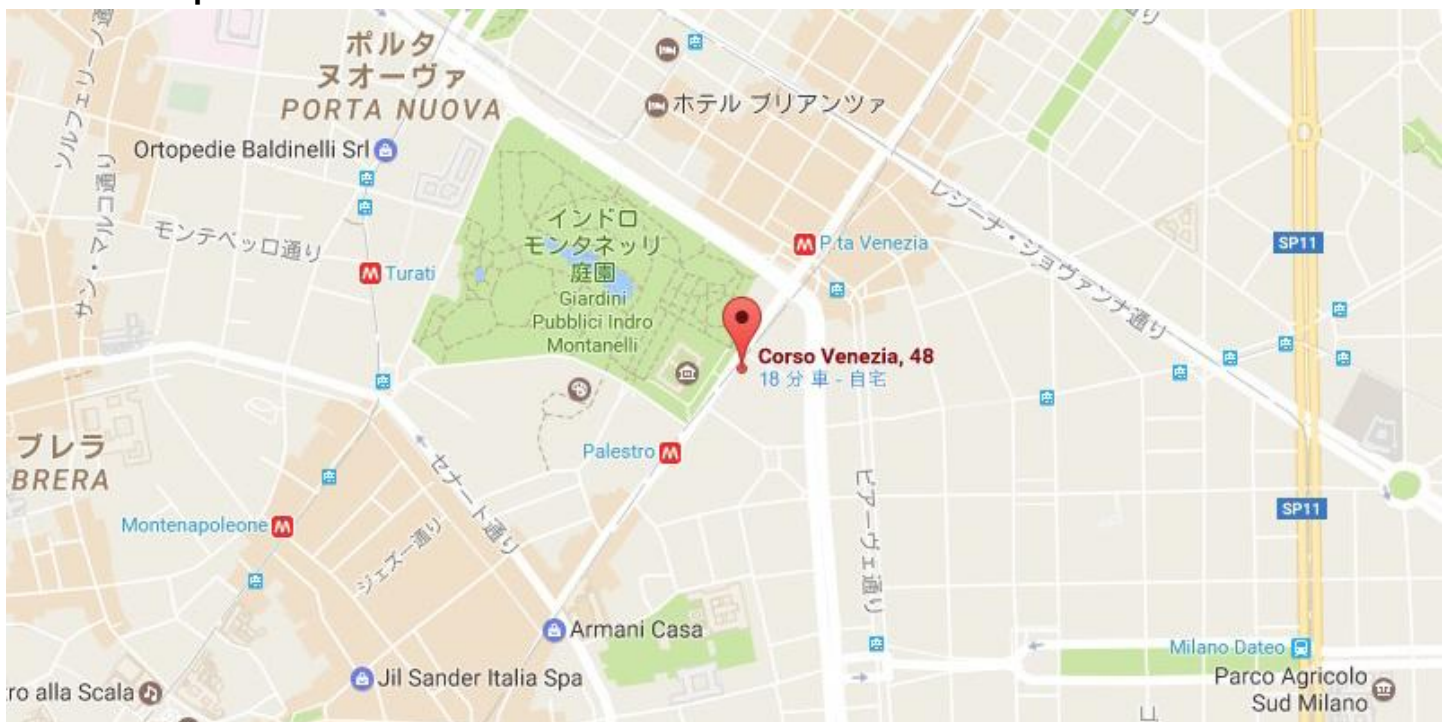 ポルタ
ヌオーヴァ
PORTA NUOVA
ソルフェリーノ通
Ortopedie Baldinelli Srl
ホテル ブリアンツァ
サン・マルコ通り
モンテベッロ通り
Turati
インドロ
モンタネッリ
庭園
Giardini
Pubblici Indro
Montanelli
P.ta Venezia
レジーナ・ジョヴァンナ通り
SP11
Corso Venezia, 48
18 分 車 - 自宅
ブレラ
BRERA
Palestro
セナート通り
Montenapoleone
ジェズー通り
ピアーヴェ通り
SP11
Armani Casa
Jil Sander Italia Spa
ro alla Scala
Milano Dateo
Parco Agricolo
Sud Milano